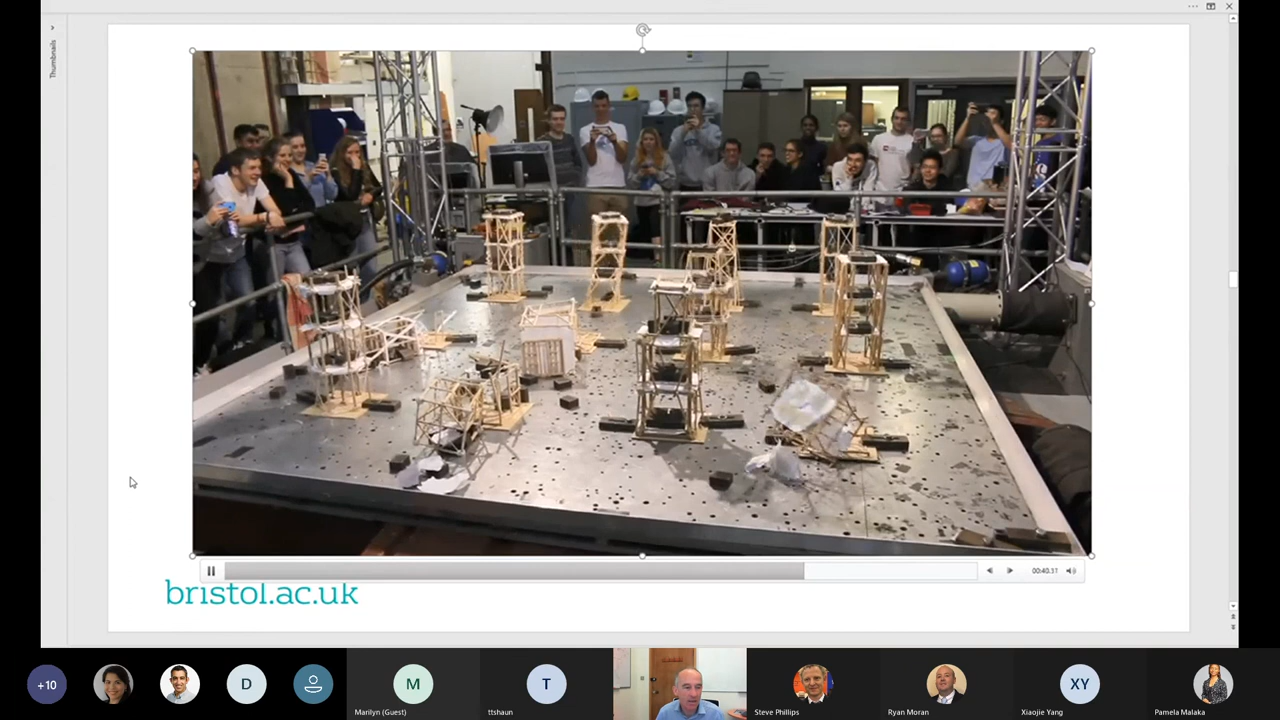 Thumbnails
00:40.37
bristol.ac.uk
+10
D
M
T
XY
Marilyn (Guest)
ttshaun
Steve Phillips
Ryan Moran
Xiaojie Yang
Pamela Malaka